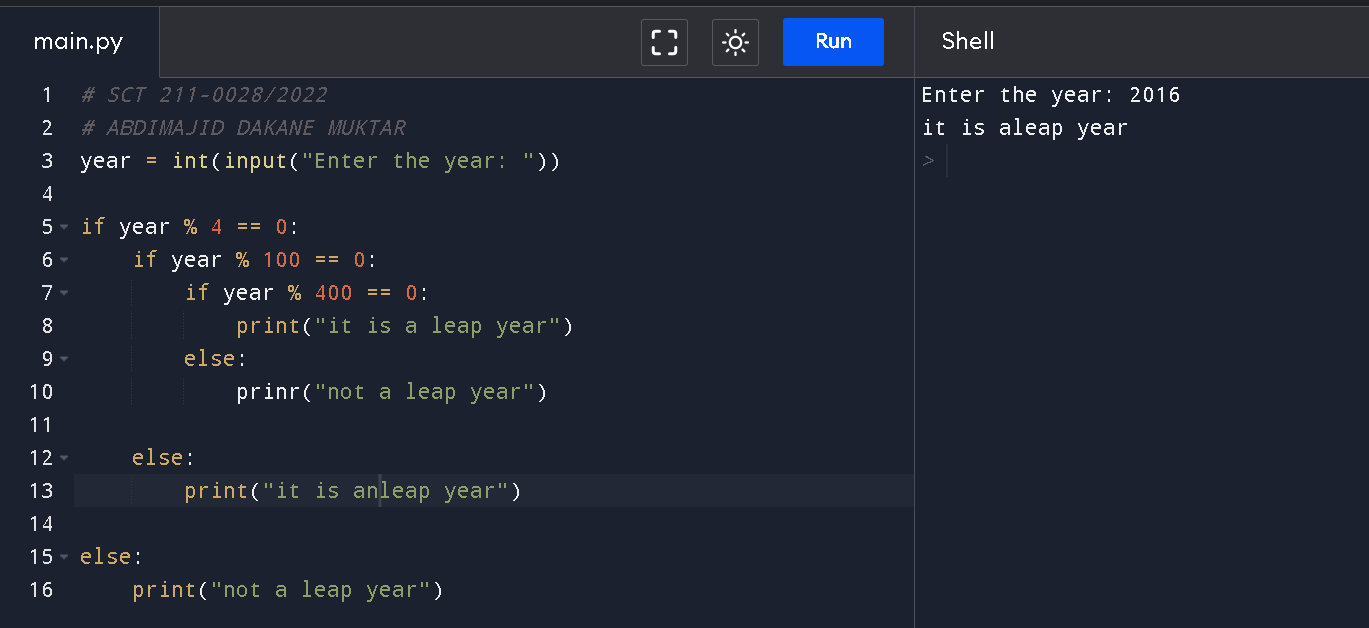 main.py
Run
Shell
1 # SCT 211-0028/2022
2 # ABDIMAJID DAKANE MUKTAR
3 year = int(input("Enter the year: "))
4
5 if year % 4 == 0:
6     if year % 100 == 0:
7         if year % 400 == 0:
8             print("it is a leap year")
9         else:
10             prinr("not a leap year")
11
12     else:
13         print("it is anleap year")
14
15 else:
16     print("not a leap year")
Enter the year: 2016
it is aleap year
>